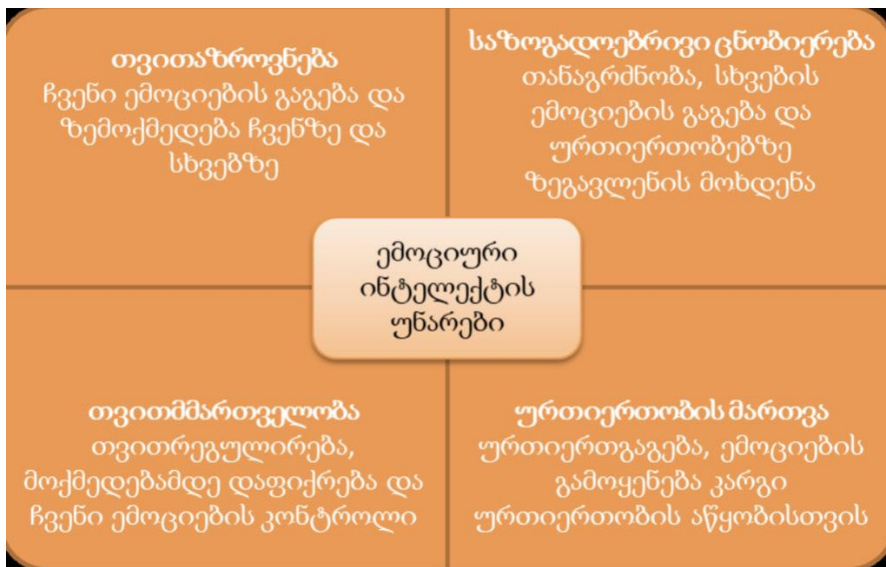 თვითაზროვნება
ჩვენი ემოციების გაგება და
ზემოქმედება ჩვენზე და
სხვებზე
საზოგადოებრივი ცნობიერება
თანაგრძნობა, სხვების
ემოციების გაგება და
ურთიერთობებზე
ზეგავლენის მოხდენა
ემოციური
ინტელექტის
უნარები
თვითმმართველობა
თვითრეგულირება,
მოქმედებამდე დაფიქრება და
ჩვენი ემოციების კონტროლი
ურთიერთობის მართვა
ურთიერთგაგება, ემოციების
გამოყენება კარგი
ურთიერთობის აწყობისთვის